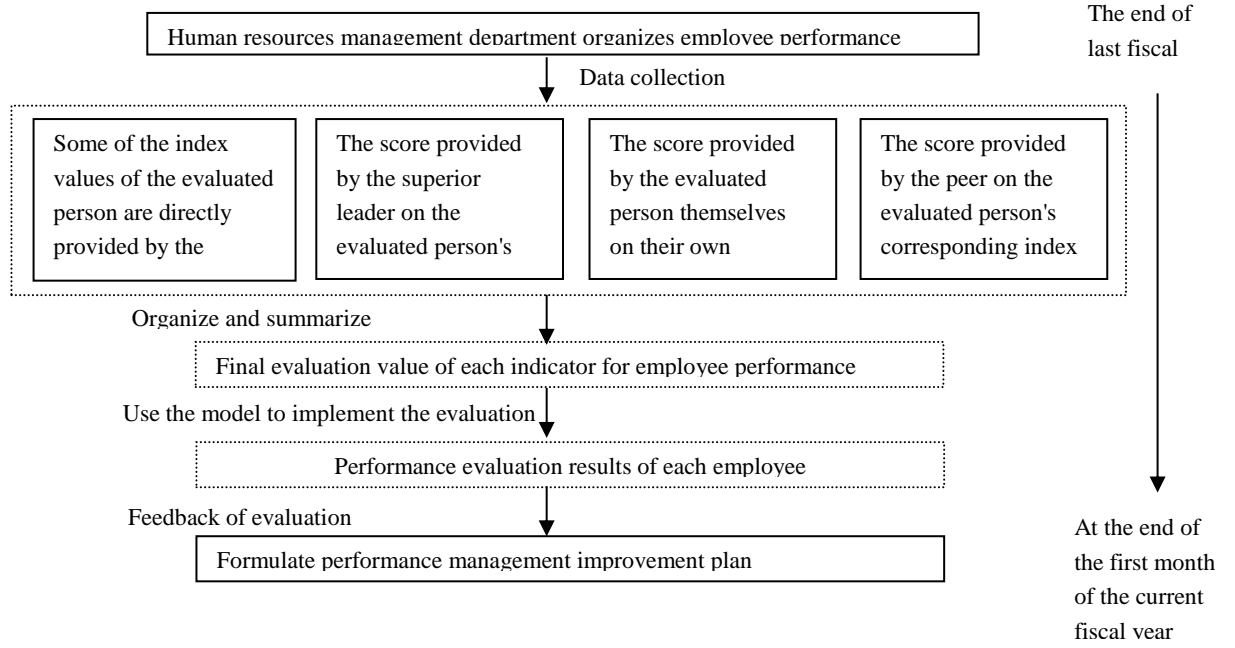 Human resources management department organizes employee performance
The end of
last fiscal
Data collection
Some of the index
values of the evaluated
person are directly
provided by the
The score provided
by the superior
leader on the
evaluated person's
The score provided
by the evaluated
person themselves
on their own
The score provided
by the peer on the
evaluated person's
corresponding index
Organize and summarize
Final evaluation value of each indicator for employee performance
Use the model to implement the evaluation
Performance evaluation results of each employee
Feedback of evaluation
Formulate performance management improvement plan
At the end of
the first month
of the current
fiscal year